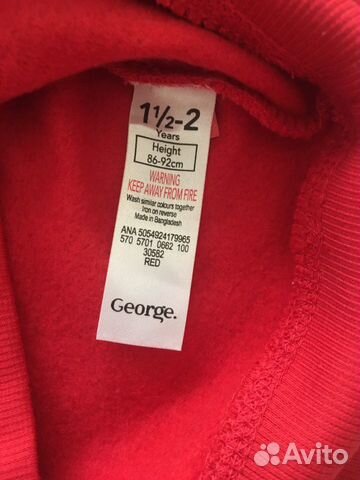 1½-2
Years
Height
86-92cm
WARNING
KEEP AWAY FROM FIRE
Wash similar colours together
Iron on reverse
Made in Bangladesh
ANA 5054924179965
570 5701 0662 100
30582
RED
George.
Avito